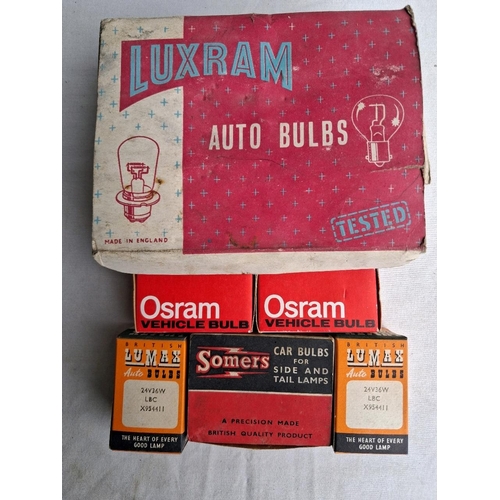 LUXRAM
AUTO BULBS
TESTED
MADE IN ENGLAND
Osram
VEHICLE BULB
Osram
VEHICLE BULB
BRITISH
LUMAX
Auto BULBS
24V36W
LBC
X954411
THE HEART OF EVERY
GOOD LAMP
Somers
CAR BULBS
FOR
SIDE AND
TAIL LAMPS
A PRECISION MADE
BRITISH QUALITY PRODUCT
BRITISH
LUMAX
Auto BULBS
24V36W
LBC
X954411
THE HEART OF EVERY
GOOD LAMP